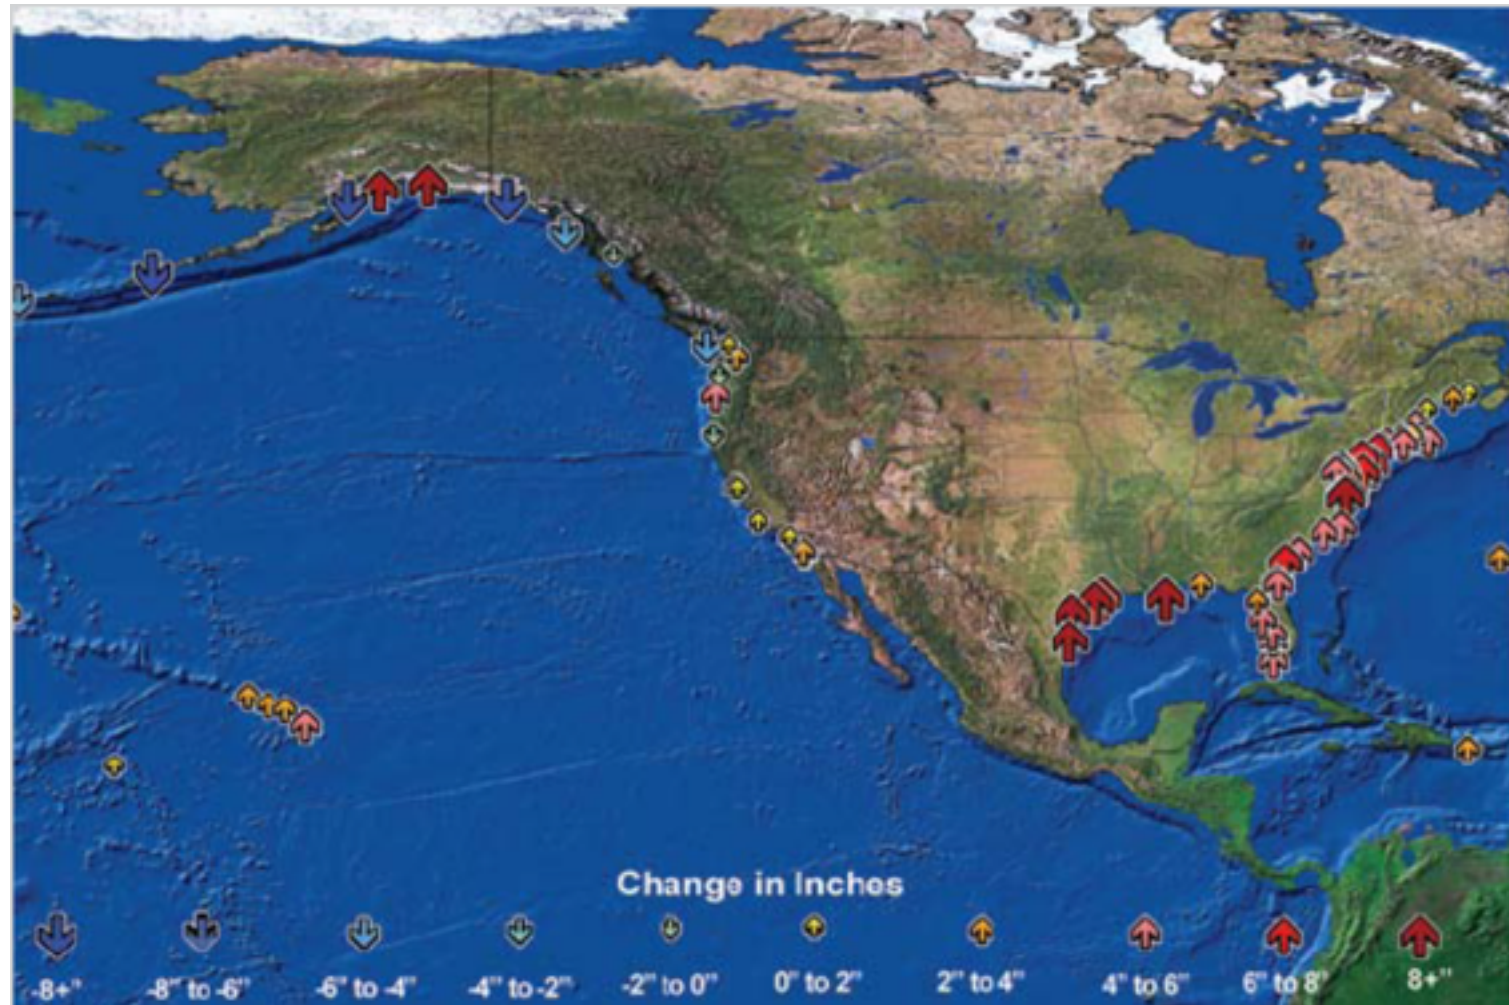 Change in Inches
-8+" -8" to -6" -6" to -4" -4" to -2" -2" to 0" 0" to 2" 2" to 4" 4" to 6" 6" to 8" 8+"